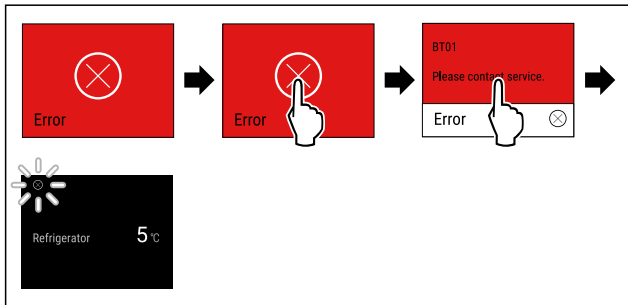 Error
Error
BT01
Please contact service.
Error
Refrigerator 5 °C